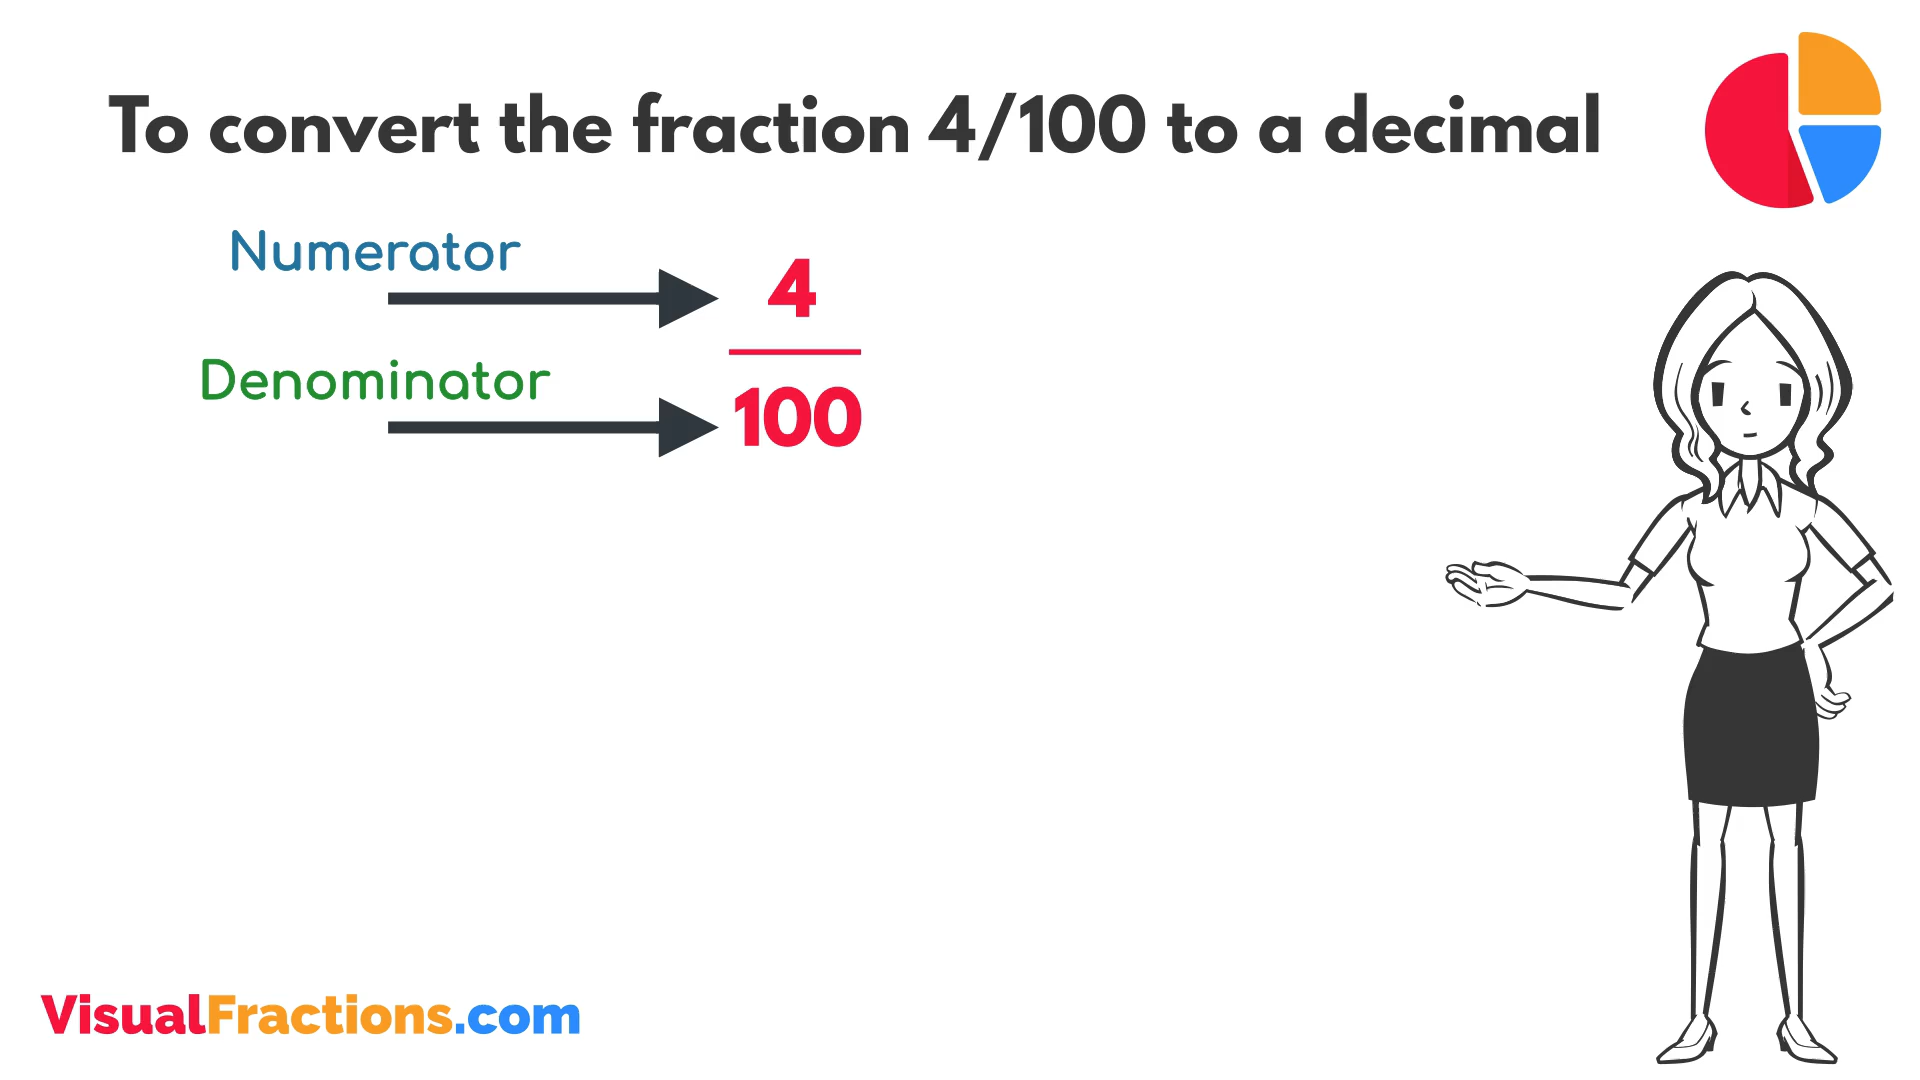 To convert the fraction 4/100 to a decimal
Numerator
4
Denominator
100
VisualFractions.com